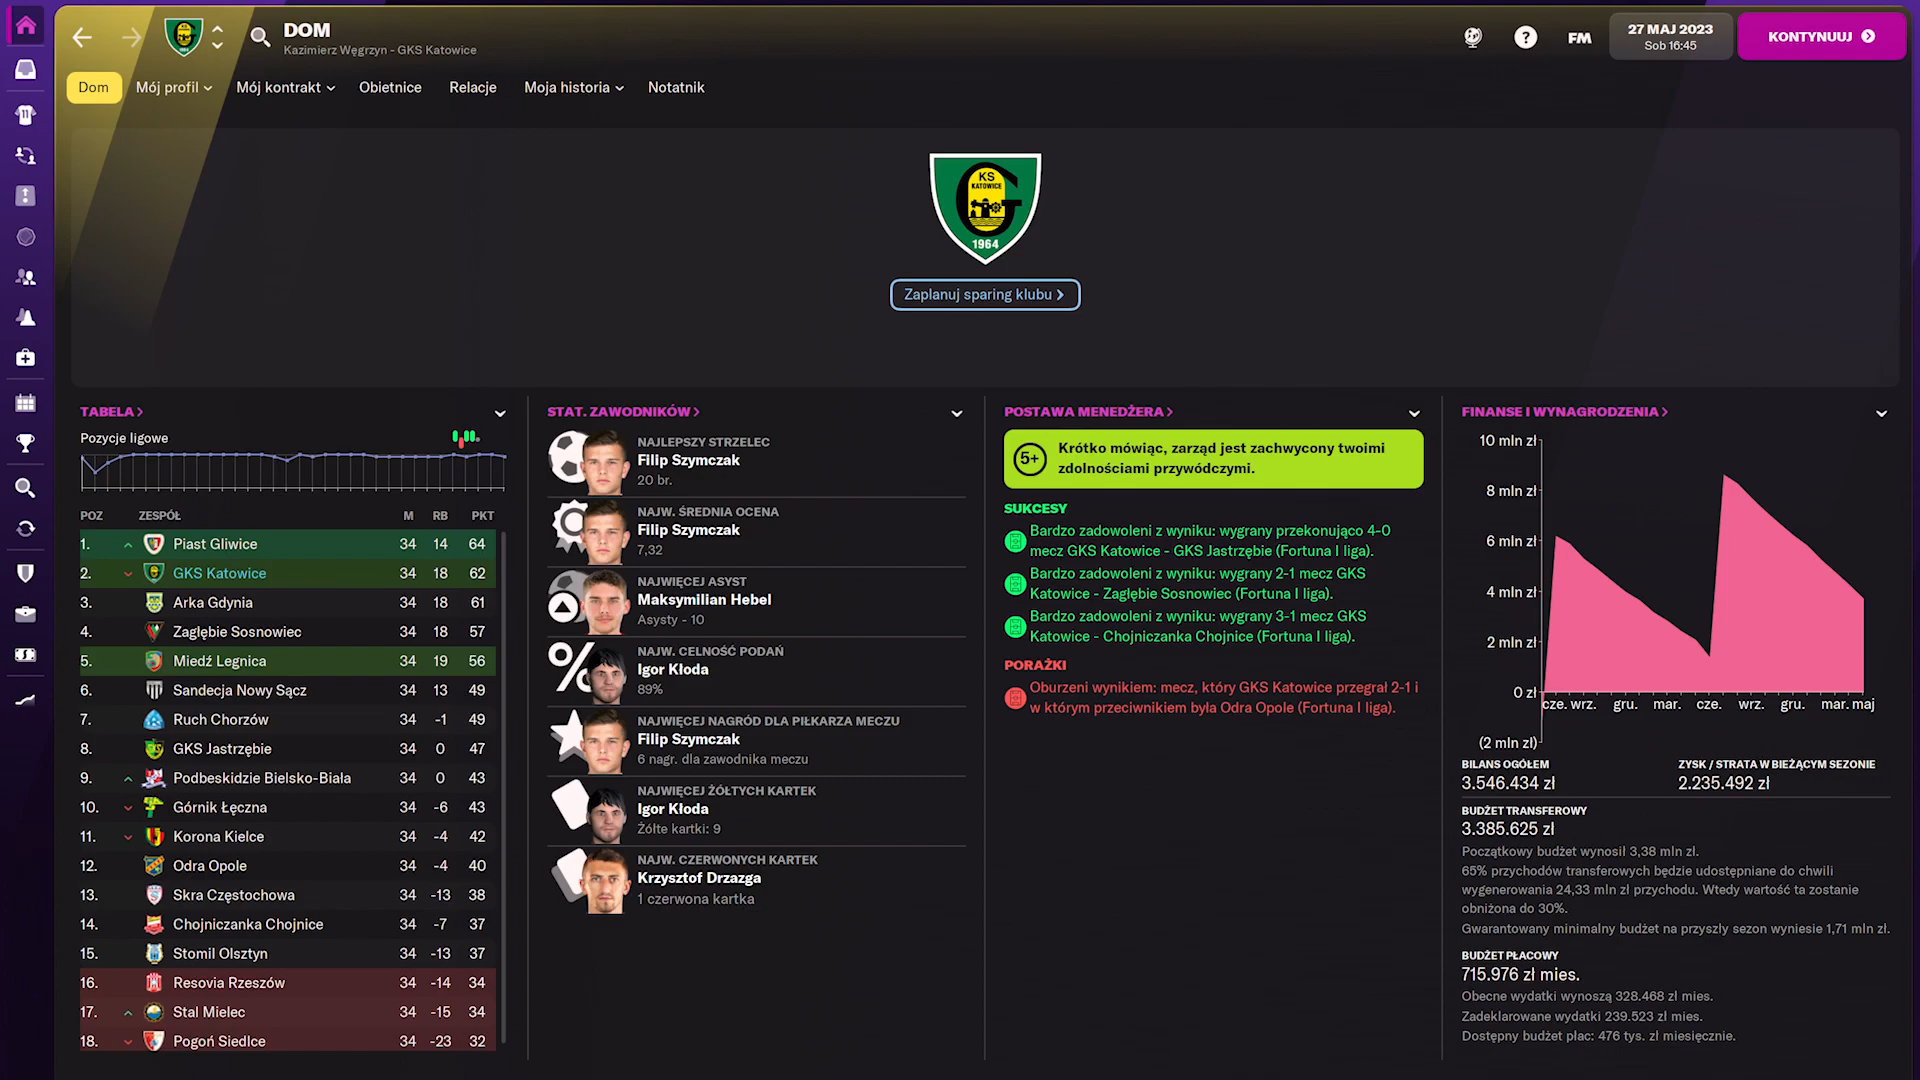 DOM
Kazimierz Węgrzyn - GKS Katowice
FM
27 MAJ 2023
Sob 16:45
KONTYNUUJ
Dom
Mój profil
Mój kontrakt
Obietnice
Relacje
Moja historia
Notatnik
KS
KATOWICE
1964
Zaplanuj sparing klubu
TABELA
Pozycje ligowe
POZ ZESPÓŁ M RB PKT
1. Piast Gliwice 34 14 64
2. GKS Katowice 34 18 62
3. Arka Gdynia 34 18 61
4. Zagłębie Sosnowiec 34 18 57
5. Miedź Legnica 34 19 56
6. Sandecja Nowy Sącz 34 13 49
7. Ruch Chorzów 34 -1 49
8. GKS Jastrzębie 34 0 47
9. Podbeskidzie Bielsko-Biała 34 0 43
10. Górnik Łęczna 34 -6 43
11. Korona Kielce 34 -4 42
12. Odra Opole 34 -4 40
13. Skra Częstochowa 34 -13 38
14. Chojniczanka Chojnice 34 -7 37
15. Stomil Olsztyn 34 -13 37
16. Resovia Rzeszów 34 -14 34
17. Stal Mielec 34 -15 34
18. Pogoń Siedlce 34 -23 32
STAT. ZAWODNIKÓW
NAJLEPSZY STRZELEC
Filip Szymczak
20 br.
NAJW. ŚREDNIA OCENA
Filip Szymczak
7,32
NAJWIĘCEJ ASYST
Maksymilian Hebel
Asysty - 10
NAJW. CELNOŚĆ PODAŃ
Igor Kłoda
89%
NAJWIĘCEJ NAGRÓD DLA PIŁKARZA MECZU
Filip Szymczak
6 nagr. dla zawodnika meczu
NAJWIĘCEJ ŻÓŁTYCH KARTEK
Igor Kłoda
Żółte kartki: 9
NAJW. CZERWONYCH KARTEK
Krzysztof Drzazga
1 czerwona kartka
POSTAWA MENEDŻERA
5+
Krótko mówiąc, zarząd jest zachwycony twoimi
zdolnościami przywódczymi.
SUKCESY
Bardzo zadowoleni z wyniku: wygrany przekonująco 4-0
mecz GKS Katowice - GKS Jastrzębie (Fortuna I liga).
Bardzo zadowoleni z wyniku: wygrany 2-1 mecz GKS
Katowice - Zagłębie Sosnowiec (Fortuna I liga).
Bardzo zadowoleni z wyniku: wygrany 3-1 mecz GKS
Katowice - Chojniczanka Chojnice (Fortuna I liga).
PORAŻKI
Oburzeni wynikiem: mecz, który GKS Katowice przegrał 2-1 i
w którym przeciwnikiem była Odra Opole (Fortuna I liga).
FINANSE I WYNAGRODZENIA
10 mln zł
8 mln zł
6 mln zł
4 mln zł
2 mln zł
0 zł
cze. wrz. gru. mar. cze. wrz. gru. mar. maj
(2 mln zł)
BILANS OGÓŁEM
3.546.434 zł
ZYSK / STRATA W BIEŻĄCYM SEZONIE
2.235.492 zł
BUDŻET TRANSFEROWY
3.385.625 zł
Początkowy budżet wynosił 3,38 mln zł.
65% przychodów transferowych będzie udostępniane do chwili
wygenerowania 24,33 mln zł przychodu. Wtedy wartość ta zostanie
obniżona do 30%.
Gwarantowany minimalny budżet na przyszły sezon wyniesie 1,71 mln zł.
BUDŻET PŁACOWY
715.976 zł mies.
Obecne wydatki wynoszą 328.468 zł mies.
Zadeklarowane wydatki 239.523 zł mies.
Dostępny budżet płac: 476 tys. zł miesięcznie.